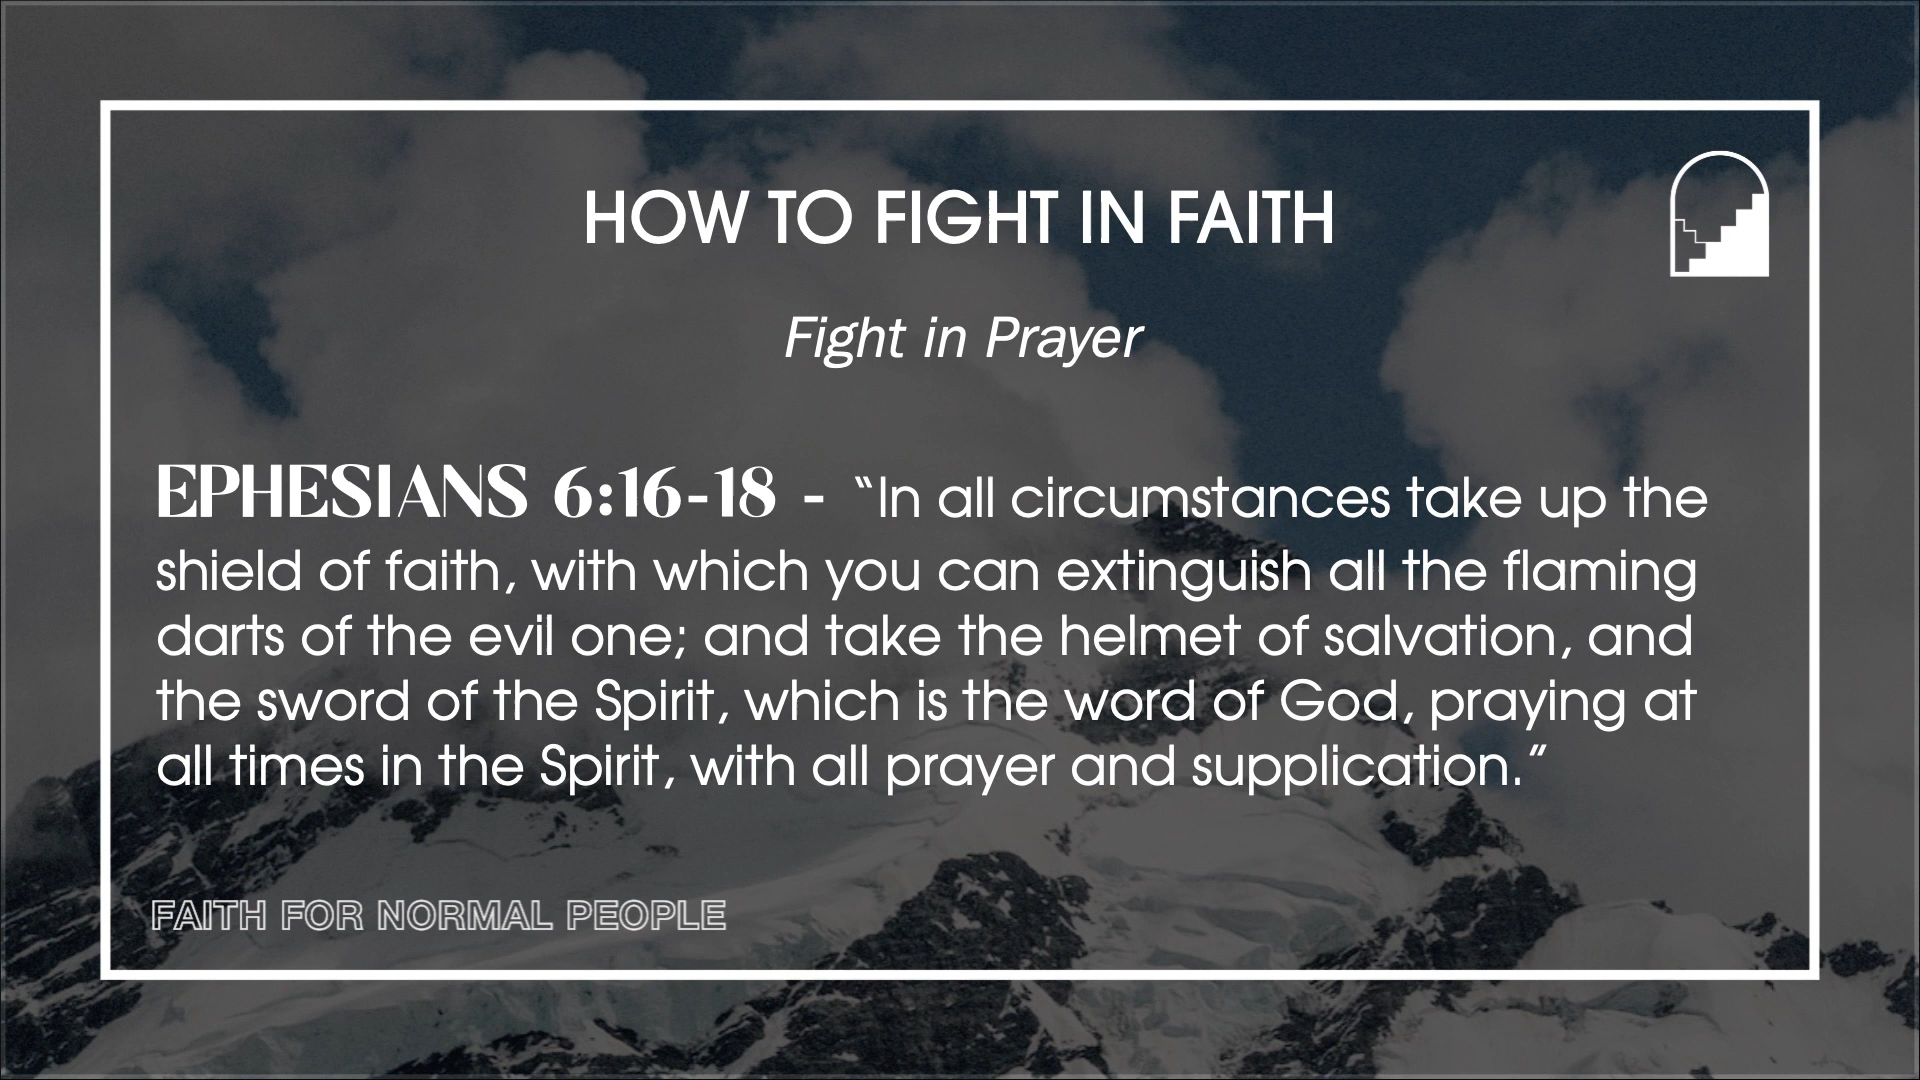 HOW TO FIGHT IN FAITH
Fight in Prayer
EPHESIANS 6:16-18 - “In all circumstances take up the
shield of faith, with which you can extinguish all the flaming
darts of the evil one; and take the helmet of salvation, and
the sword of the Spirit, which is the word of God, praying at
all times in the Spirit, with all prayer and supplication.”
FAITH FOR NORMAL PEOPLE